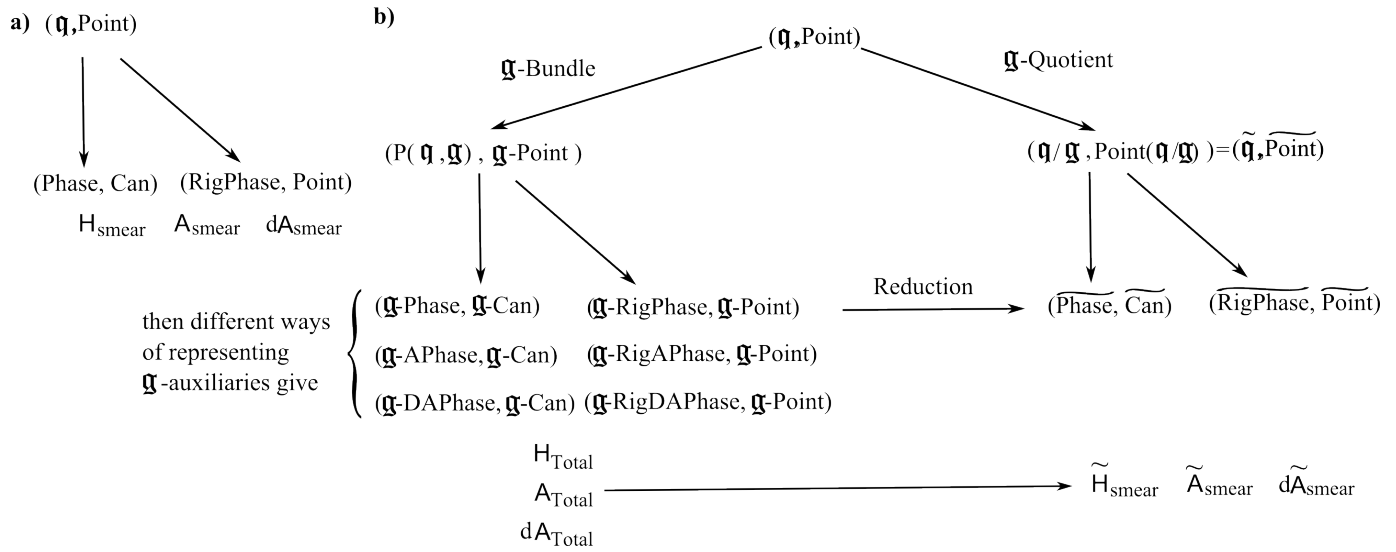 a) (𝖖,Point)
(Phase, Can) (RigPhase, Point)
H_smear A_smear dA_smear
b)
(𝖖,Point)
𝖌-Bundle
𝖌-Quotient
(P(𝖖,𝖌), 𝖌-Point)
(𝖖/𝖌,Point(𝖖/𝖌))=(𝖖̃,P̃oint)
then different ways
of representing
𝖌-auxiliaries give
(𝖌-Phase, 𝖌-Can) (𝖌-RigPhase, 𝖌-Point)
(𝖌-APhase, 𝖌-Can) (𝖌-RigAPhase, 𝖌-Point)
(𝖌-DAPhase, 𝖌-Can) (𝖌-RigDAPhase, 𝖌-Point)
Reduction
(P̃hase, C̃an) (R̃igPhase, P̃oint)
H_Total
A_Total
dA_Total
H̃_smear Ã_smear dÃ_smear